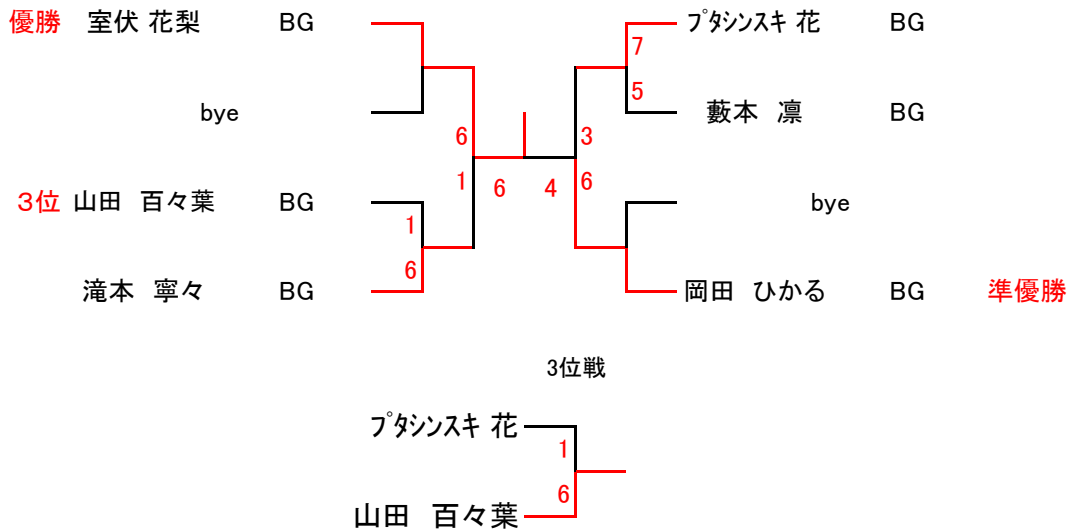 優勝 室伏 花梨 BG プタシンスキ 花 BG
7
5
bye 藪本 凛 BG
6 3
1 6 4 6
3位 山田 百々葉 BG bye
1
6
滝本 寧々 BG 岡田 ひかる BG 準優勝
3位戦
プタシンスキ 花
1
6
山田 百々葉